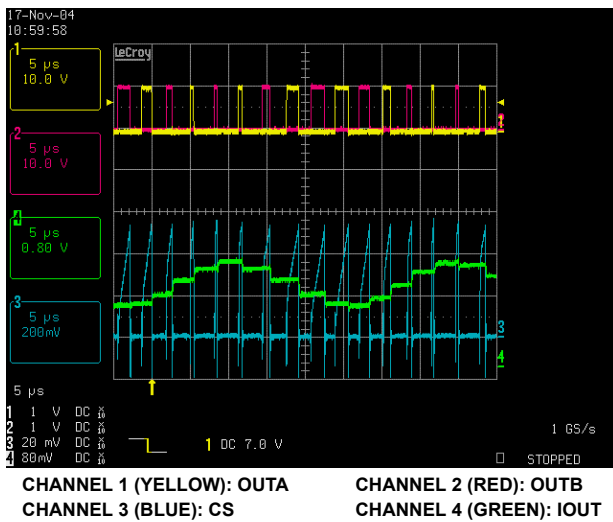 17-Nov-04
10:59:58
LeCroy
1
5 µs
10.0 V
2
5 µs
10.0 V
4
5 µs
0.80 V
3
5 µs
200mV
2
3
4
5 µs
1 1 V DC
2 1 V DC
3 20 mV DC
4 80mV DC
1 DC 7.0 V
1 GS/s
STOPPED
CHANNEL 1 (YELLOW): OUTA CHANNEL 2 (RED): OUTB
CHANNEL 3 (BLUE): CS CHANNEL 4 (GREEN): IOUT